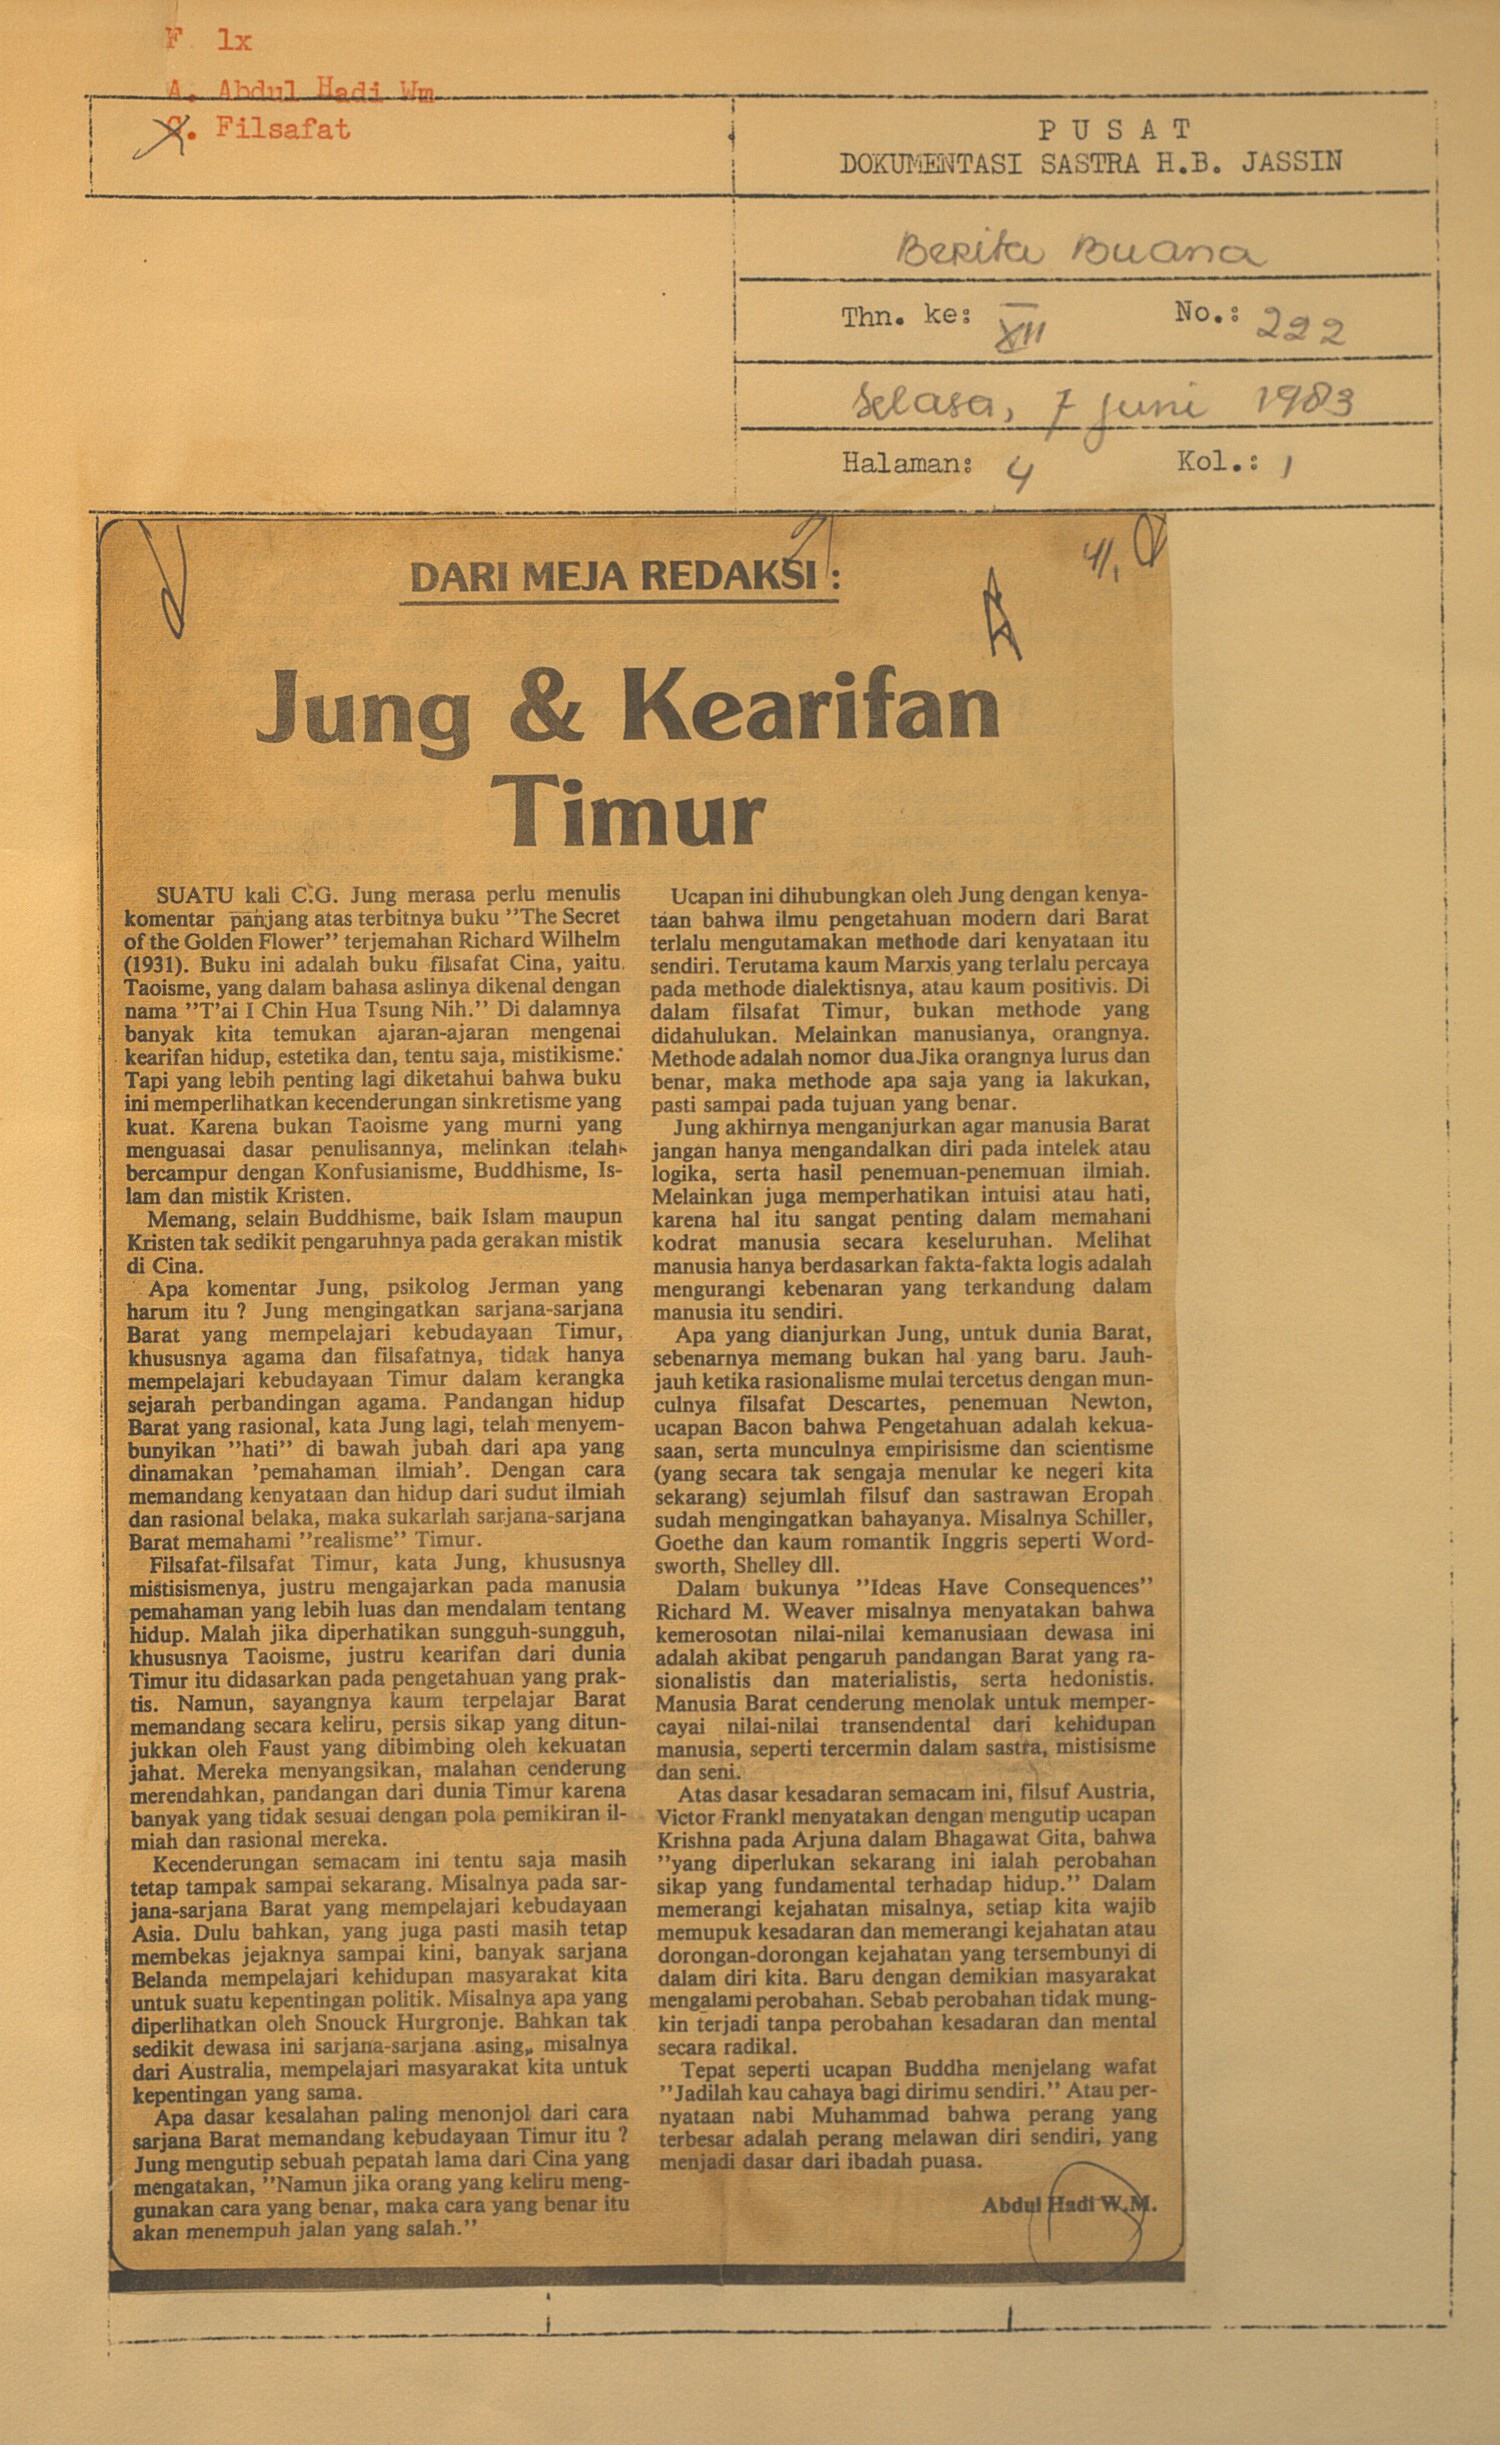 F. 1x
A. Abdul Hadi Wm
Filsafat
PUSAT
DOKUMENTASI SASTRA H.B. JASSIN
Berita Buana
Thn. ke: XII No.: 222
Selasa, 7 Juni 1983
Halaman: 4 Kol.: 1
DARI MEJA REDAKSI :
Jung & Kearifan
Timur
SUATU kali C.G. Jung merasa perlu menulis
komentar panjang atas terbitnya buku ''The Secret
of the Golden Flower'' terjemahan Richard Wilhelm
(1931). Buku ini adalah buku filsafat Cina, yaitu
Taoisme, yang dalam bahasa aslinya dikenal dengan
nama ''T'ai I Chin Hua Tsung Nih.'' Di dalamnya
banyak kita temukan ajaran-ajaran mengenai
kearifan hidup, estetika dan, tentu saja, mistikisme.
Tapi yang lebih penting lagi diketahui bahwa buku
ini memperlihatkan kecenderungan sinkretisme yang
kuat. Karena bukan Taoisme yang murni yang
menguasai dasar penulisannya, melinkan telah
bercampur dengan Konfusianisme, Buddhisme, Is-
lam dan mistik Kristen.
Memang, selain Buddhisme, baik Islam maupun
Kristen tak sedikit pengaruhnya pada gerakan mistik
di Cina.
Apa komentar Jung, psikolog Jerman yang
harum itu ? Jung mengingatkan sarjana-sarjana
Barat yang mempelajari kebudayaan Timur,
khususnya agama dan filsafatnya, tidak hanya
mempelajari kebudayaan Timur dalam kerangka
sejarah perbandingan agama. Pandangan hidup
Barat yang rasional, kata Jung lagi, telah menyem-
bunyikan ''hati'' di bawah jubah dari apa yang
dinamakan 'pemahaman ilmiah'. Dengan cara
memandang kenyataan dan hidup dari sudut ilmiah
dan rasional belaka, maka sukarlah sarjana-sarjana
Barat memahami ''realisme'' Timur.
Filsafat-filsafat Timur, kata Jung, khususnya
mistisismenya, justru mengajarkan pada manusia
pemahaman yang lebih luas dan mendalam tentang
hidup. Malah jika diperhatikan sungguh-sungguh,
khususnya Taoisme, justru kearifan dari dunia
Timur itu didasarkan pada pengetahuan yang prak-
tis. Namun, sayangnya kaum terpelajar Barat
memandang secara keliru, persis sikap yang ditun-
jukkan oleh Faust yang dibimbing oleh kekuatan
jahat. Mereka menyangsikan, malahan cenderung
merendahkan, pandangan dari dunia Timur karena
banyak yang tidak sesuai dengan pola pemikiran il-
miah dan rasional mereka.
Kecenderungan semacam ini tentu saja masih
tetap tampak sampai sekarang. Misalnya pada sar-
jana-sarjana Barat yang mempelajari kebudayaan
Asia. Dulu bahkan, yang juga pasti masih tetap
membekas jejaknya sampai kini, banyak sarjana
Belanda mempelajari kehidupan masyarakat kita
untuk suatu kepentingan politik. Misalnya apa yang
diperlihatkan oleh Snouck Hurgronje. Bahkan tak
sedikit dewasa ini sarjana-sarjana asing,, misalnya
dari Australia, mempelajari masyarakat kita untuk
kepentingan yang sama.
Apa dasar kesalahan paling menonjol dari cara
sarjana Barat memandang kebudayaan Timur itu ?
Jung mengutip sebuah pepatah lama dari Cina yang
mengatakan, ''Namun jika orang yang keliru meng-
gunakan cara yang benar, maka cara yang benar itu
akan menempuh jalan yang salah.''
Ucapan ini dihubungkan oleh Jung dengan kenya-
taan bahwa ilmu pengetahuan modern dari Barat
terlalu mengutamakan methode dari kenyataan itu
sendiri. Terutama kaum Marxis yang terlalu percaya
pada methode dialektisnya, atau kaum positivis. Di
dalam filsafat Timur, bukan methode yang
didahulukan. Melainkan manusianya, orangnya.
Methode adalah nomor dua Jika orangnya lurus dan
benar, maka methode apa saja yang ia lakukan,
pasti sampai pada tujuan yang benar.
Jung akhirnya menganjurkan agar manusia Barat
jangan hanya mengandalkan diri pada intelek atau
logika, serta hasil penemuan-penemuan ilmiah.
Melainkan juga memperhatikan intuisi atau hati,
karena hal itu sangat penting dalam memahani
kodrat manusia secara keseluruhan. Melihat
manusia hanya berdasarkan fakta-fakta logis adalah
mengurangi kebenaran yang terkandung dalam
manusia itu sendiri.
Apa yang dianjurkan Jung, untuk dunia Barat,
sebenarnya memang bukan hal yang baru. Jauh-
jauh ketika rasionalisme mulai tercetus dengan mun-
culnya filsafat Descartes, penemuan Newton,
ucapan Bacon bahwa Pengetahuan adalah kekua-
saan, serta munculnya empirisisme dan scientisme
(yang secara tak sengaja menular ke negeri kita
sekarang) sejumlah filsuf dan sastrawan Eropah
sudah mengingatkan bahayanya. Misalnya Schiller,
Goethe dan kaum romantik Inggris seperti Word-
sworth, Shelley dll.
Dalam bukunya ''Ideas Have Consequences''
Richard M. Weaver misalnya menyatakan bahwa
kemerosotan nilai-nilai kemanusiaan dewasa ini
adalah akibat pengaruh pandangan Barat yang ra-
sionalistis dan materialistis, serta hedonistis.
Manusia Barat cenderung menolak untuk memper-
cayai nilai-nilai transendental dari kehidupan
manusia, seperti tercermin dalam sastra, mistisisme
dan seni.
Atas dasar kesadaran semacam ini, filsuf Austria,
Victor Frankl menyatakan dengan mengutip ucapan
Krishna pada Arjuna dalam Bhagawat Gita, bahwa
''yang diperlukan sekarang ini ialah perobahan
sikap yang fundamental terhadap hidup.'' Dalam
memerangi kejahatan misalnya, setiap kita wajib
memupuk kesadaran dan memerangi kejahatan atau
dorongan-dorongan kejahatan yang tersembunyi di
dalam diri kita. Baru dengan demikian masyarakat
mengalami perobahan. Sebab perobahan tidak mung-
kin terjadi tanpa perobahan kesadaran dan mental
secara radikal.
Tepat seperti ucapan Buddha menjelang wafat
''Jadilah kau cahaya bagi dirimu sendiri.'' Atau per-
nyataan nabi Muhammad bahwa perang yang
terbesar adalah perang melawan diri sendiri, yang
menjadi dasar dari ibadah puasa.
Abdul Hadi W.M.